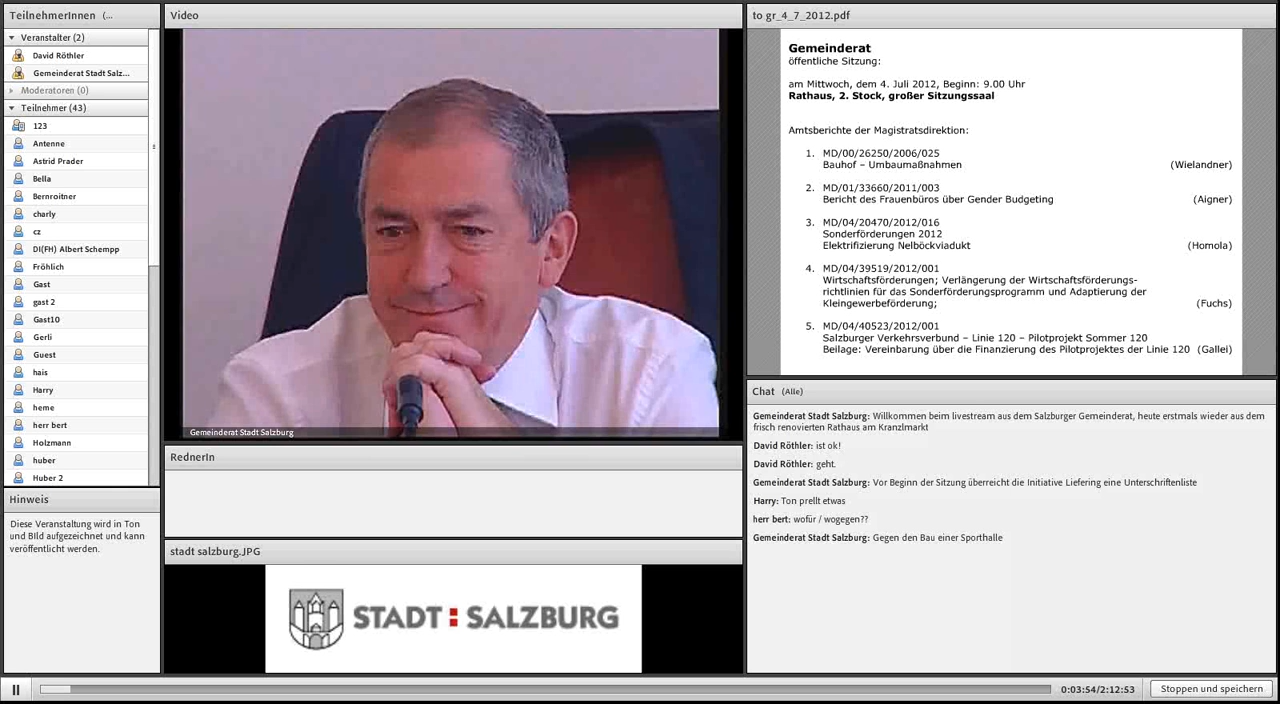 TeilnehmerInnen (...
Veranstalter (2)
David Röthler
Gemeinderat Stadt Salz...
Moderatoren (0)
Teilnehmer (43)
123
Antenne
Astrid Prader
Bella
Bernroitner
charly
cz
DI(FH) Albert Schempp
Fröhlich
Gast
gast 2
Gast10
Gerli
Guest
hais
Harry
heme
herr bert
Holzmann
huber
Huber 2
Hinweis
Diese Veranstaltung wird in Ton
und BIld aufgezeichnet und kann
veröffentlicht werden.
Video
Gemeinderat Stadt Salzburg
RednerIn
stadt salzburg.JPG
STADT:SALZBURG
to gr_4_7_2012.pdf
Gemeinderat
öffentliche Sitzung:
am Mittwoch, dem 4. Juli 2012, Beginn: 9.00 Uhr
Rathaus, 2. Stock, großer Sitzungssaal
Amtsberichte der Magistratsdirektion:
1. MD/00/26250/2006/025
Bauhof – Umbaumaßnahmen (Wielandner)
2. MD/01/33660/2011/003
Bericht des Frauenbüros über Gender Budgeting (Aigner)
3. MD/04/20470/2012/016
Sonderförderungen 2012
Elektrifizierung Nelböckviadukt (Homola)
4. MD/04/39519/2012/001
Wirtschaftsförderungen; Verlängerung der Wirtschaftsförderungs-
richtlinien für das Sonderförderungsprogramm und Adaptierung der
Kleingewerbeförderung; (Fuchs)
5. MD/04/40523/2012/001
Salzburger Verkehrsverbund – Linie 120 – Pilotprojekt Sommer 120
Beilage: Vereinbarung über die Finanzierung des Pilotprojektes der Linie 120 (Gallei)
Chat (Alle)
Gemeinderat Stadt Salzburg: Willkommen beim livestream aus dem Salzburger Gemeinderat, heute erstmals wieder aus dem
frisch renovierten Rathaus am Kranzlmarkt
David Röthler: ist ok!
David Röthler: geht.
Gemeinderat Stadt Salzburg: Vor Beginn der Sitzung überreicht die Initiative Liefering eine Unterschriftenliste
Harry: Ton prellt etwas
herr bert: wofür / wogegen??
Gemeinderat Stadt Salzburg: Gegen den Bau einer Sporthalle
0:03:54/2:12:53
Stoppen und speichern